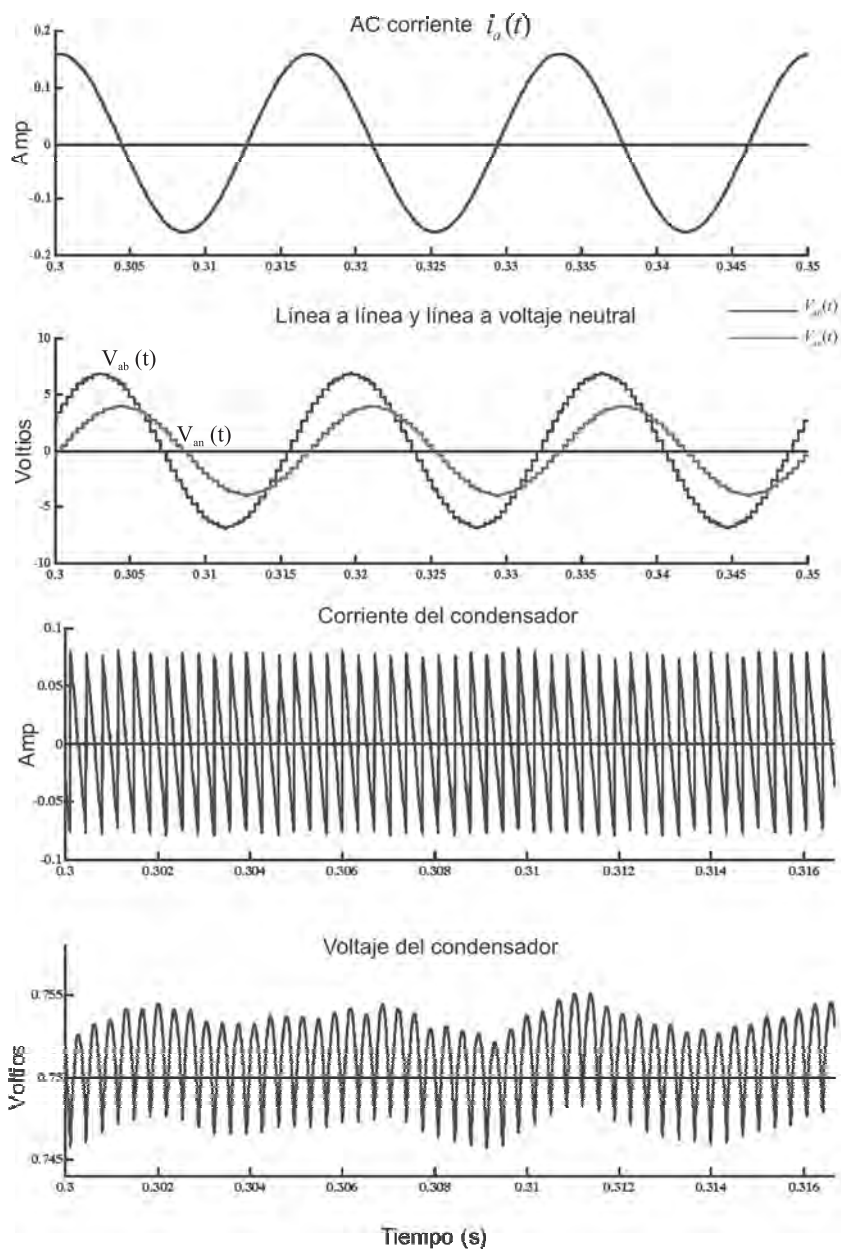 AC corriente i_a(t)
0.2
0.1
0
-0.1
-0.2
Amp
0.3 0.305 0.31 0.315 0.32 0.325 0.33 0.335 0.34 0.345 0.35
Línea a línea y línea a voltaje neutral
V_ab(t)
V_an(t)
10
5
0
-5
-10
Voltios
V_ab (t)
V_an (t)
0.3 0.305 0.31 0.315 0.32 0.325 0.33 0.335 0.34 0.345 0.35
Corriente del condensador
0.1
0.05
0
-0.05
-0.1
Amp
0.3 0.302 0.304 0.306 0.308 0.31 0.312 0.314 0.316
Voltaje del condensador
0.755
0.75
0.745
Voltios
0.3 0.302 0.304 0.306 0.308 0.31 0.312 0.314 0.316
Tiempo (s)